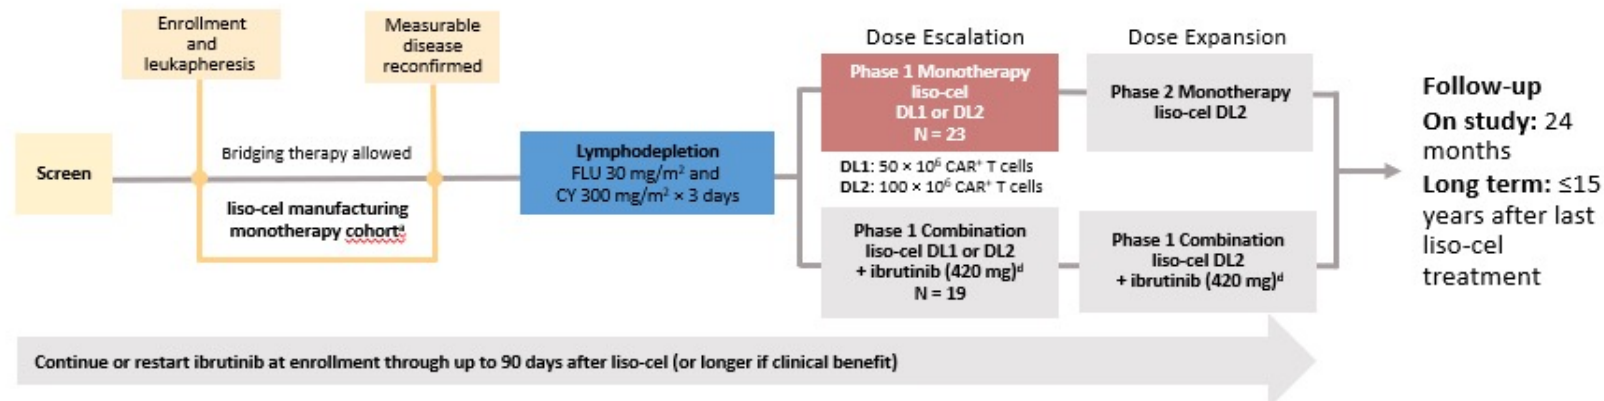 Enrollment
and
leukapheresis
Measurable
disease
reconfirmed
Screen
Bridging therapy allowed
liso-cel manufacturing
monotherapy cohortᵃ
Lymphodepletion
FLU 30 mg/m² and
CY 300 mg/m² × 3 days
Dose Escalation
Phase 1 Monotherapy
liso-cel
DL1 or DL2
N = 23
DL1: 50 × 10⁶ CAR⁺ T cells
DL2: 100 × 10⁶ CAR⁺ T cells
Phase 1 Combination
liso-cel DL1 or DL2
+ ibrutinib (420 mg)ᵈ
N = 19
Dose Expansion
Phase 2 Monotherapy
liso-cel DL2
Phase 1 Combination
liso-cel DL2
+ ibrutinib (420 mg)ᵈ
Follow-up
On study: 24
months
Long term: ≤15
years after last
liso-cel
treatment
Continue or restart ibrutinib at enrollment through up to 90 days after liso-cel (or longer if clinical benefit)